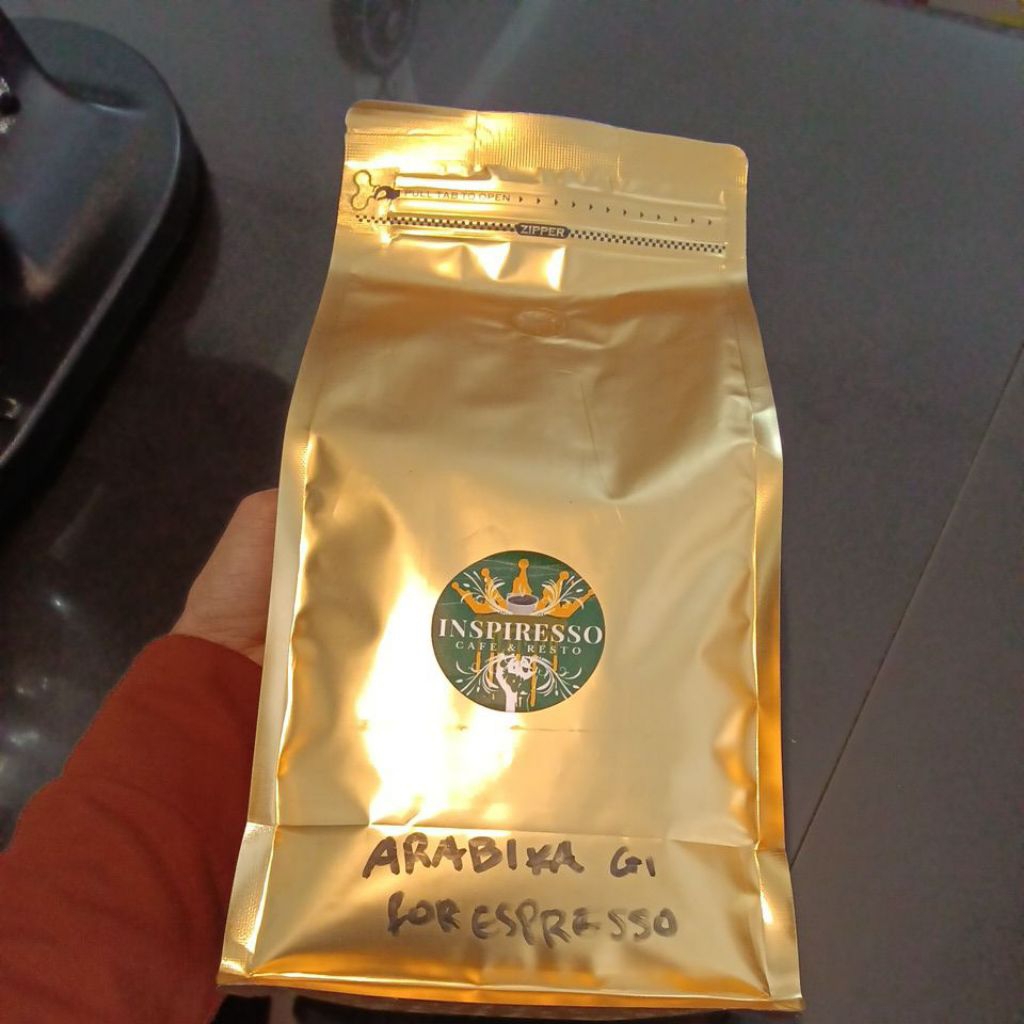 PULL TAB TO OPEN
ZIPPER
INSPIRESSO
CAFE & RESTO
ARABIKA G1
FOR ESPRESSO